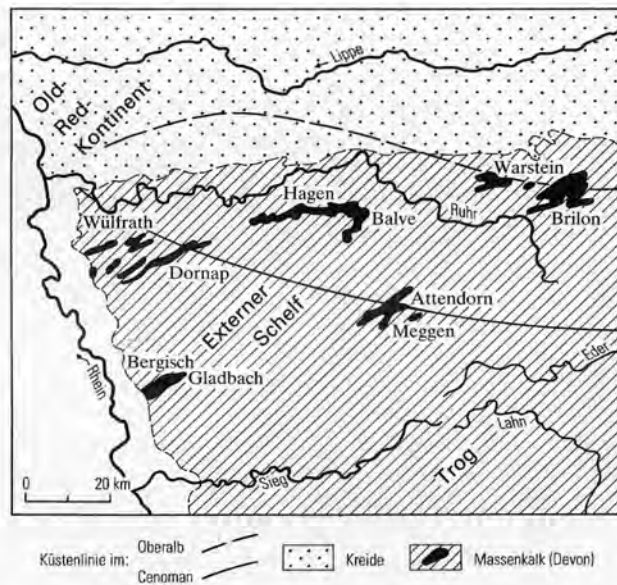 Lippe
Old-
Red-
Kontinent
Warstein
Hagen
Ruhr
Brilon
Balve
Wülfrath
Dornap
Externer
Schelf
Attendorn
Meggen
Bergisch
Gladbach
Eder
Rhein
Lahn
Trog
Sieg
0 20 km
Küstenlinie im:
Oberalb
Cenoman
Kreide
Massenkalk (Devon)